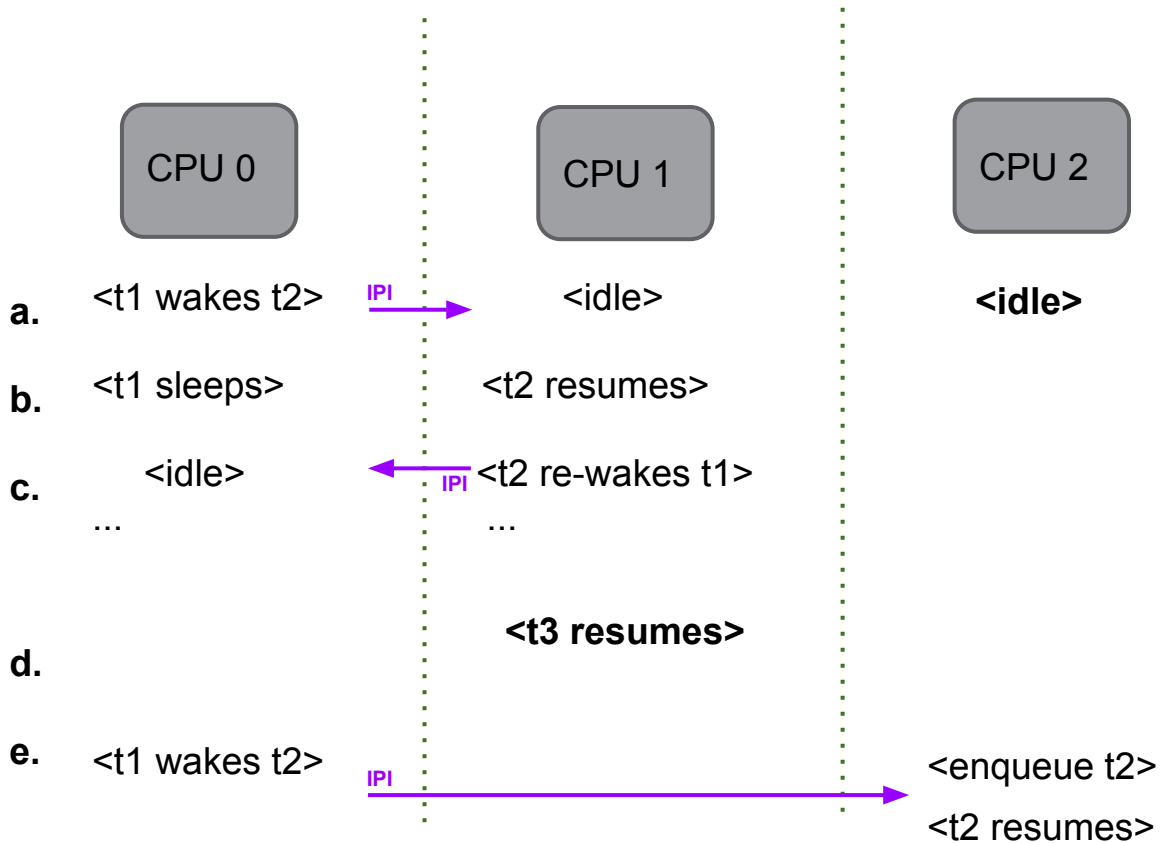 CPU 0
CPU 1
CPU 2
a. <t1 wakes t2> IPI <idle> <idle>
b. <t1 sleeps> <t2 resumes>
c. <idle> IPI <t2 re-wakes t1>
... ...
<t3 resumes>
d.
e. <t1 wakes t2> IPI <enqueue t2>
<t2 resumes>